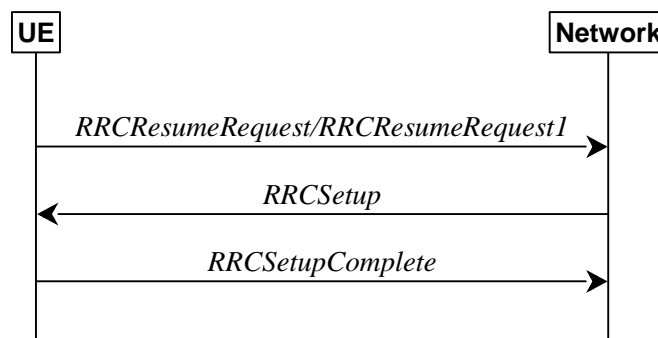 UE
Network
RRCResumeRequest/RRCResumeRequest1
RRCSetup
RRCSetupComplete